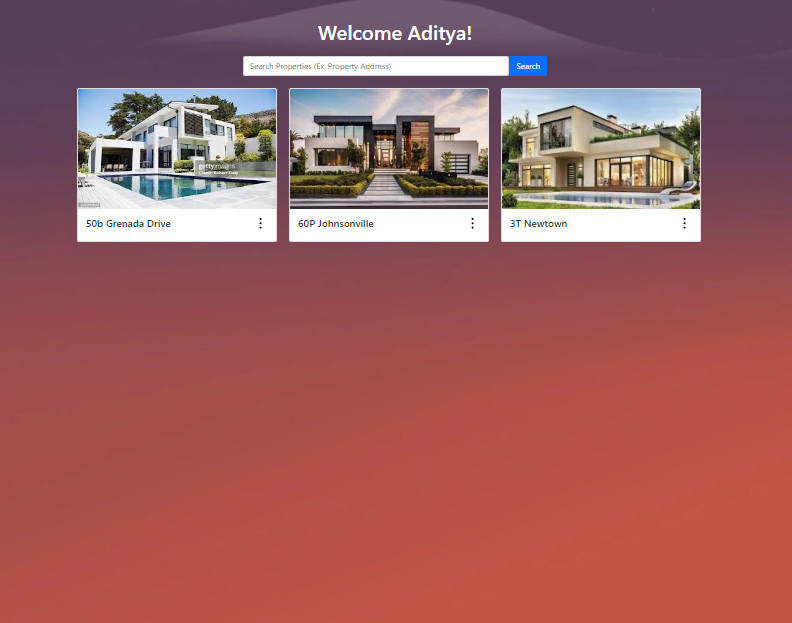 Welcome Aditya!
Search Properties (Ex. Property Address)
Search
gettyimages
50b Grenada Drive
60P Johnsonville
3T Newtown